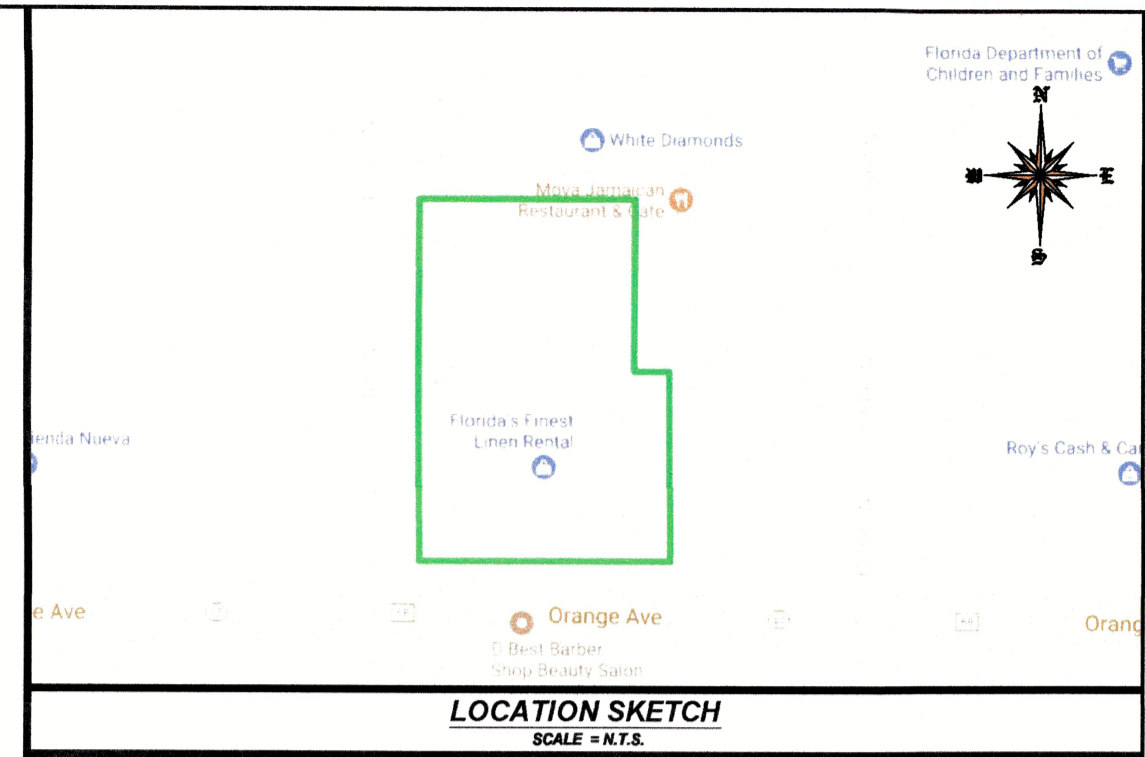 Florida Department of
Children and Families
N
White Diamonds
W
E
Moya Jamaican
Restaurant & Cafe
S
Florida's Finest
Linen Rental
ienda Nueva
Roy's Cash & Ca
e Ave
Orange Ave
Orang
D Best Barber
Shop Beauty Salon
LOCATION SKETCH
SCALE = N.T.S.